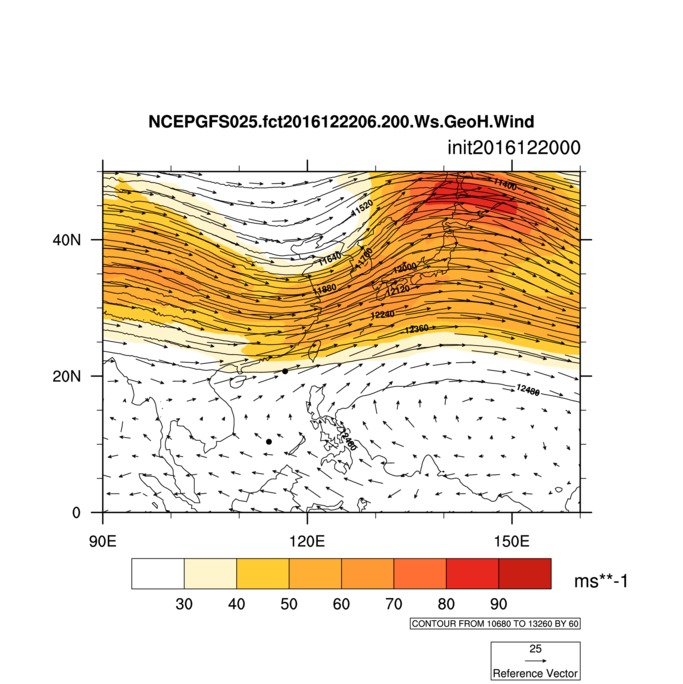 NCEPGFS025.fct2016122206.200.Ws.GeoH.Wind
init2016122000
11400
11520
40N
11640
11760
12000
11880
12120
12240
12360
20N
12480
12480
0
90E 120E 150E
ms**-1
30 40 50 60 70 80 90
CONTOUR FROM 10680 TO 13260 BY 60
25
Reference Vector